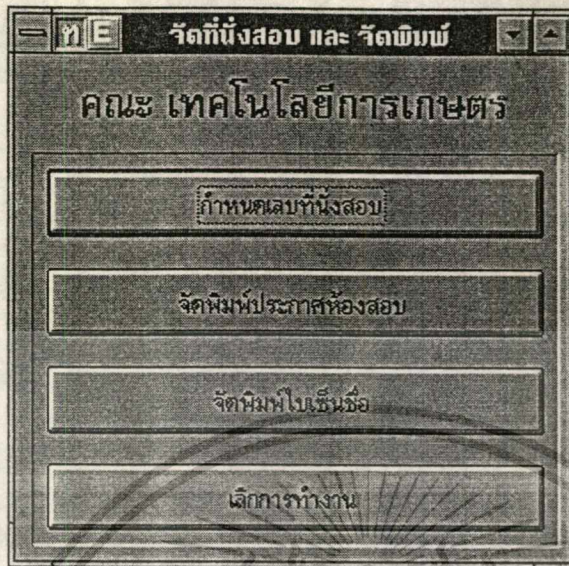 ท E จัดที่นั่งสอบ และ จัดพิมพ์
คณะ เทคโนโลยีการเกษตร
กำหนดเลขที่นั่งสอบ
จัดพิมพ์ประกาศห้องสอบ
จัดพิมพ์ใบเซ็นชื่อ
เลิกการทำงาน